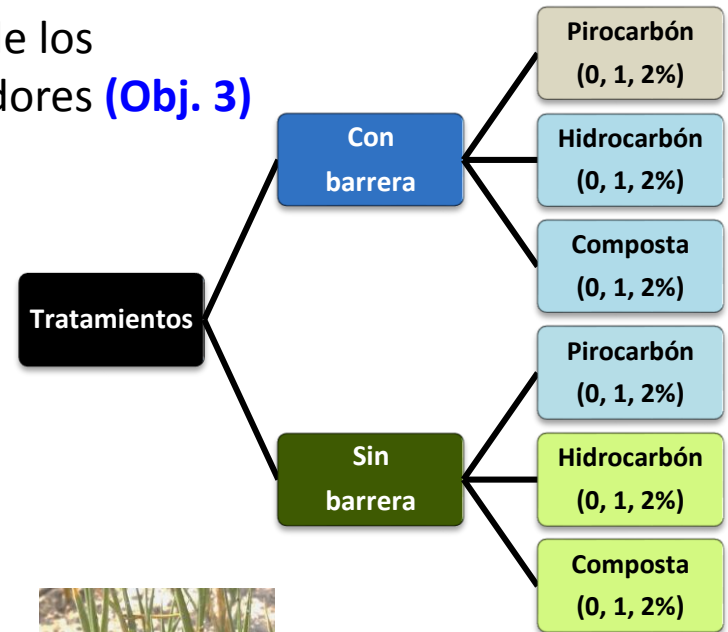 de los
dores (Obj. 3)
Tratamientos
Con
barrera
Pirocarbón
(0, 1, 2%)
Hidrocarbón
(0, 1, 2%)
Composta
(0, 1, 2%)
Sin
barrera
Pirocarbón
(0, 1, 2%)
Hidrocarbón
(0, 1, 2%)
Composta
(0, 1, 2%)